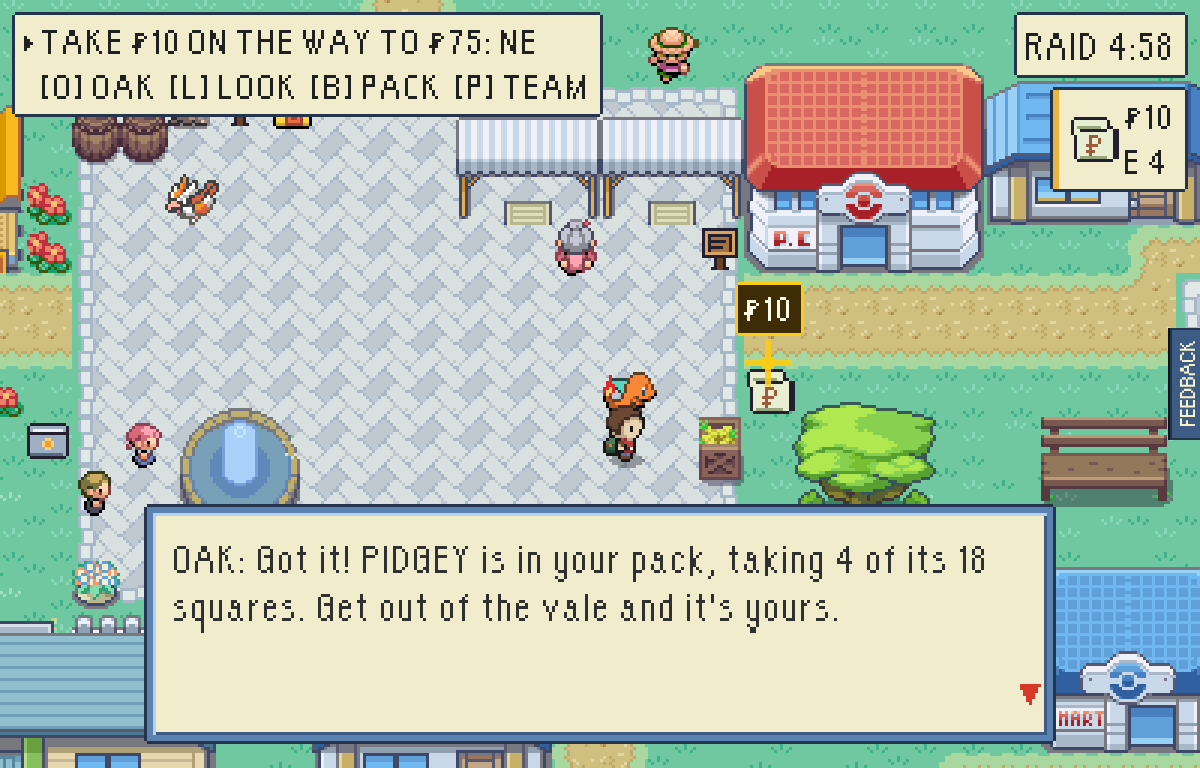 ▸TAKE ₽10 ON THE WAY TO ₽75: NE
[O] OAK [L] LOOK [B] PACK [P] TEAM
RAID 4:58
₽10
₽
E 4
P.C
₽10
₽
FEEDBACK
OAK: Got it! PIDGEY is in your pack, taking 4 of its 18
squares. Get out of the vale and it's yours.
MART